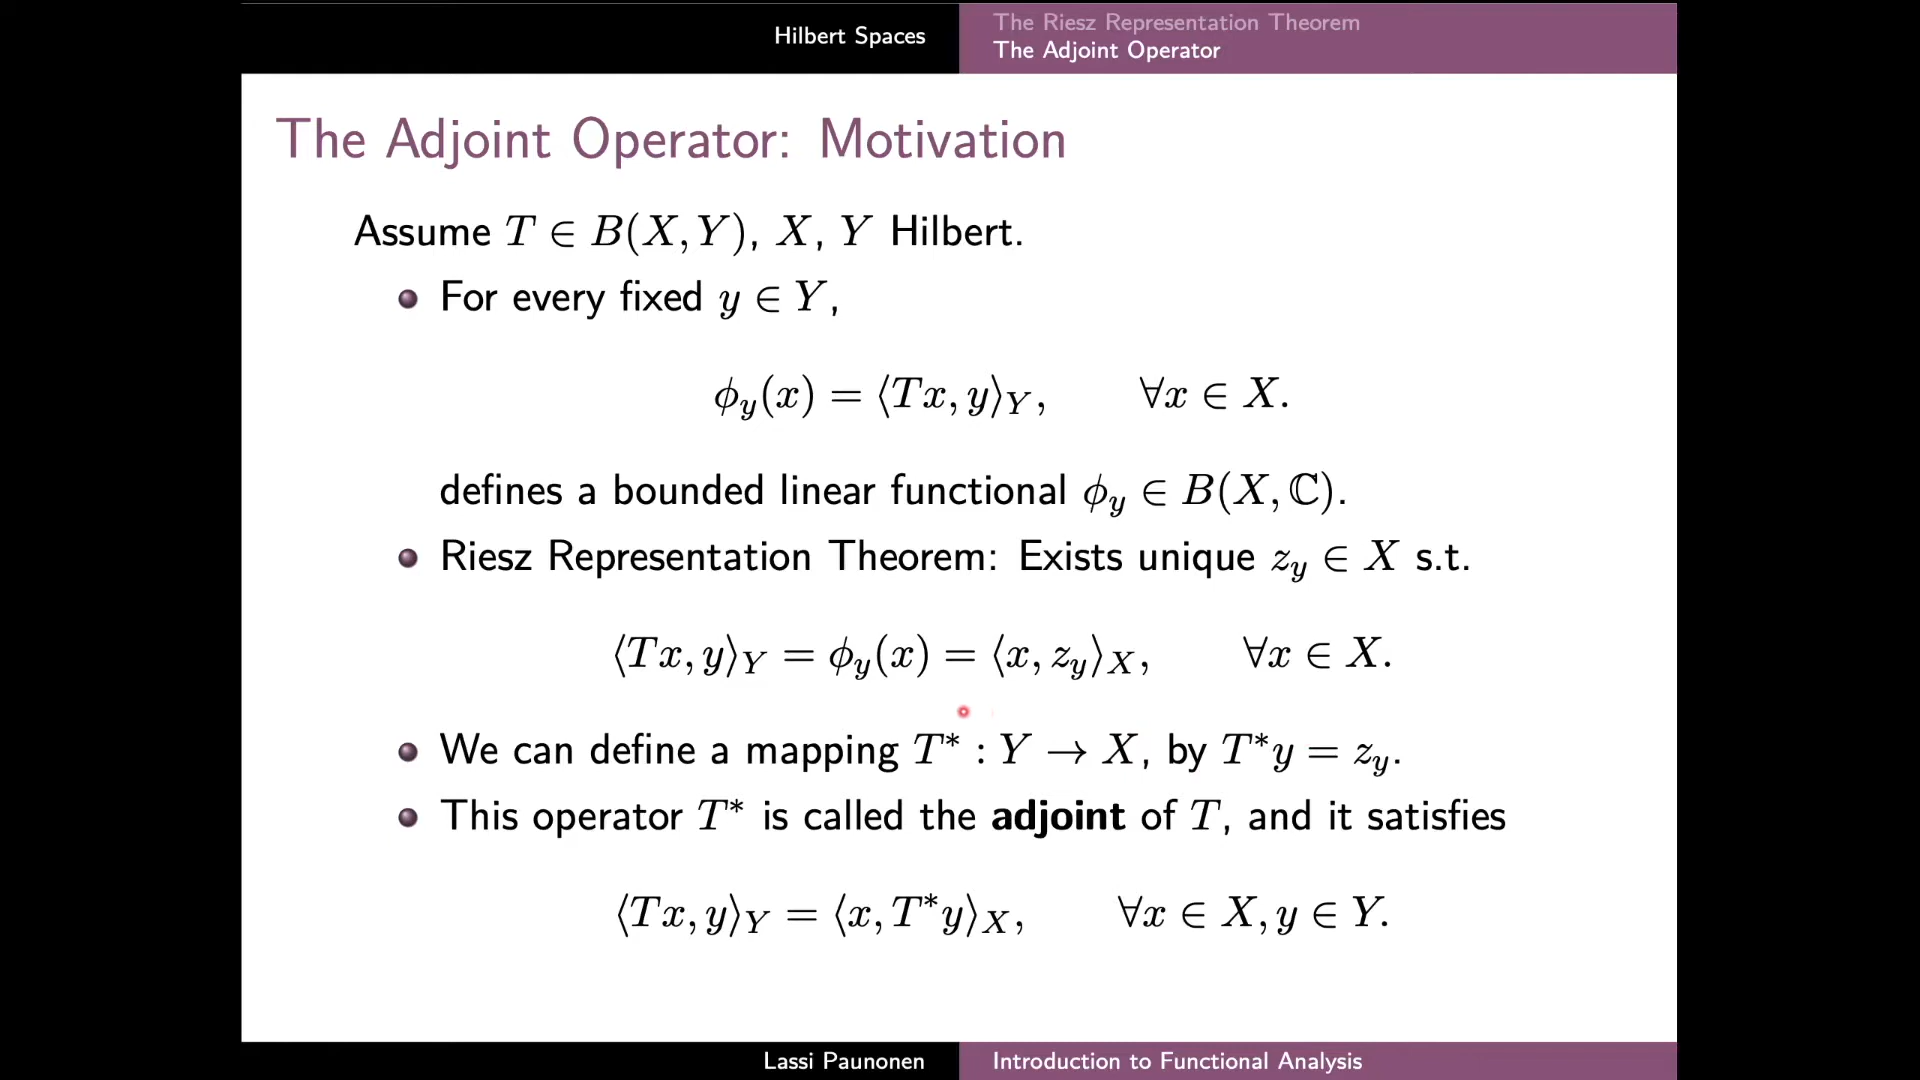 Hilbert Spaces
The Riesz Representation Theorem
The Adjoint Operator
The Adjoint Operator: Motivation
Assume T ∈ B(X, Y), X, Y Hilbert.
For every fixed y ∈ Y,
ϕ_y(x) = ⟨Tx, y⟩_Y, ∀x ∈ X.
defines a bounded linear functional ϕ_y ∈ B(X, ℂ).
Riesz Representation Theorem: Exists unique z_y ∈ X s.t.
⟨Tx, y⟩_Y = ϕ_y(x) = ⟨x, z_y⟩_X, ∀x ∈ X.
We can define a mapping T* : Y → X, by T*y = z_y.
This operator T* is called the adjoint of T, and it satisfies
⟨Tx, y⟩_Y = ⟨x, T*y⟩_X, ∀x ∈ X, y ∈ Y.
Lassi Paunonen
Introduction to Functional Analysis